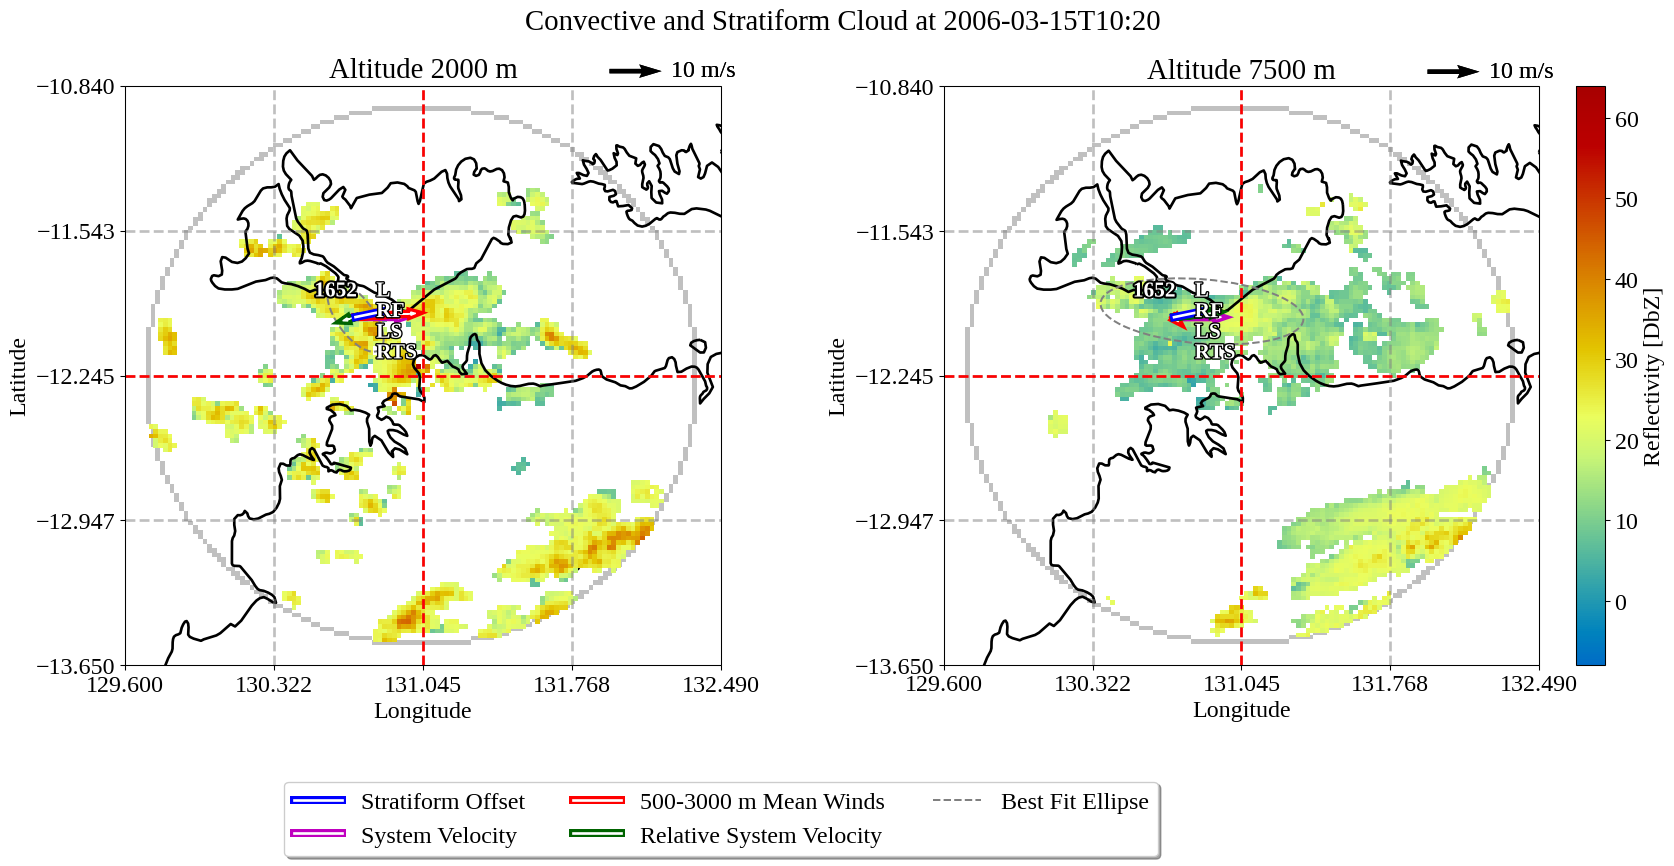 Convective and Stratiform Cloud at 2006-03-15T10:20
Altitude 2000 m
10 m/s
−10.840
−11.543
−12.245
−12.947
−13.650
Latitude
129.600
130.322
131.045
131.768
132.490
Longitude
1652
L
RF
LS
RTS
Altitude 7500 m
10 m/s
−10.840
−11.543
−12.245
−12.947
−13.650
Latitude
129.600
130.322
131.045
131.768
132.490
Longitude
1652
L
RF
LS
RTS
60
50
40
30
20
10
0
Reflectivity [DbZ]
Stratiform Offset
System Velocity
500-3000 m Mean Winds
Relative System Velocity
Best Fit Ellipse